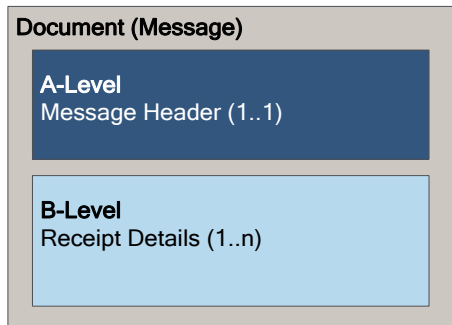 Document (Message)
A-Level
Message Header (1..1)
B-Level
Receipt Details (1..n)